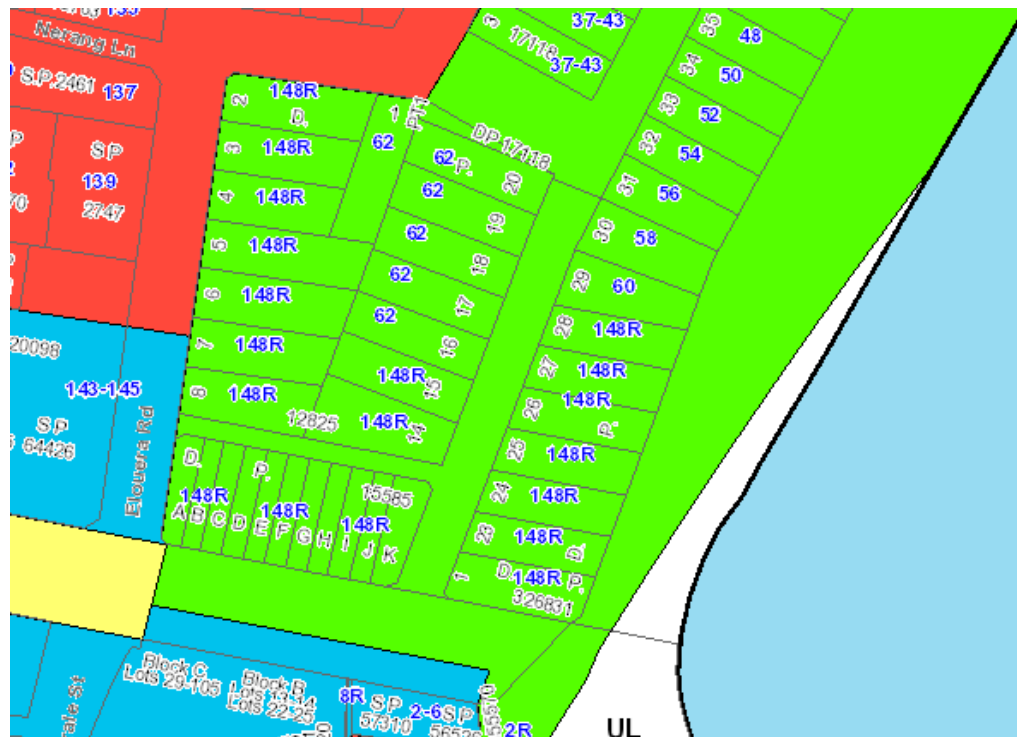 37-43
3
17118
37-43
35
48
34
50
33
52
32
54
31
56
30
58
29
60
28
148R
27
148R
26
148R
P.
25
148R
24
148R
23
148R
D.
1
D.
148R
P.
326831
Nerang Ln
S.P.2461
137
SP
139
2747
2
148R
D.
3
148R
4
148R
5
148R
6
148R
7
148R
8
148R
12825
1
PT1
62
DP 17118
62
P.
20
62
19
62
18
62
17
62
16
148R
15
148R
14
20098
143-145
SP
64426
Elouera Rd
D.
P.
15585
148R
148R
148R
A B C D E F G H I J K
Block C
Lots 29-105
Block B
Lots 13-14
Lots 22-25
8R
SP
57310
2-6
SP
2R
UL